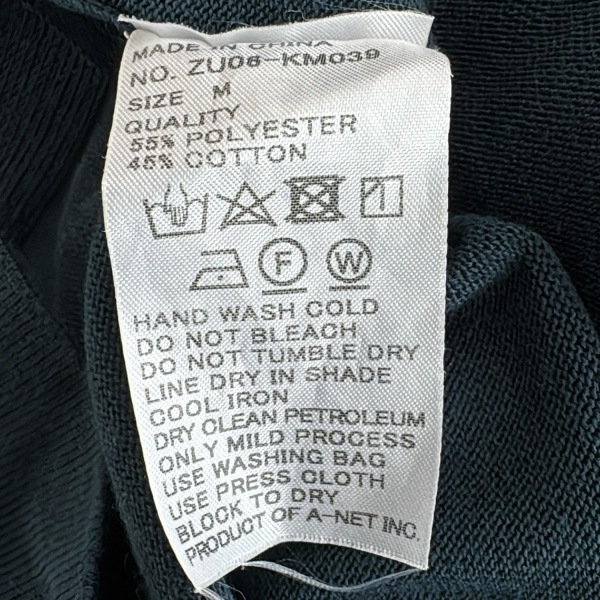 MADE IN CHINA
NO. ZU06-KM039
SIZE M
QUALITY
55% POLYESTER
45% COTTON
F W
HAND WASH COLD
DO NOT BLEACH
DO NOT TUMBLE DRY
LINE DRY IN SHADE
COOL IRON
DRY CLEAN PETROLEUM
ONLY MILD PROCESS
USE WASHING BAG
USE PRESS CLOTH
BLOCK TO DRY
PRODUCT OF A-NET INC.